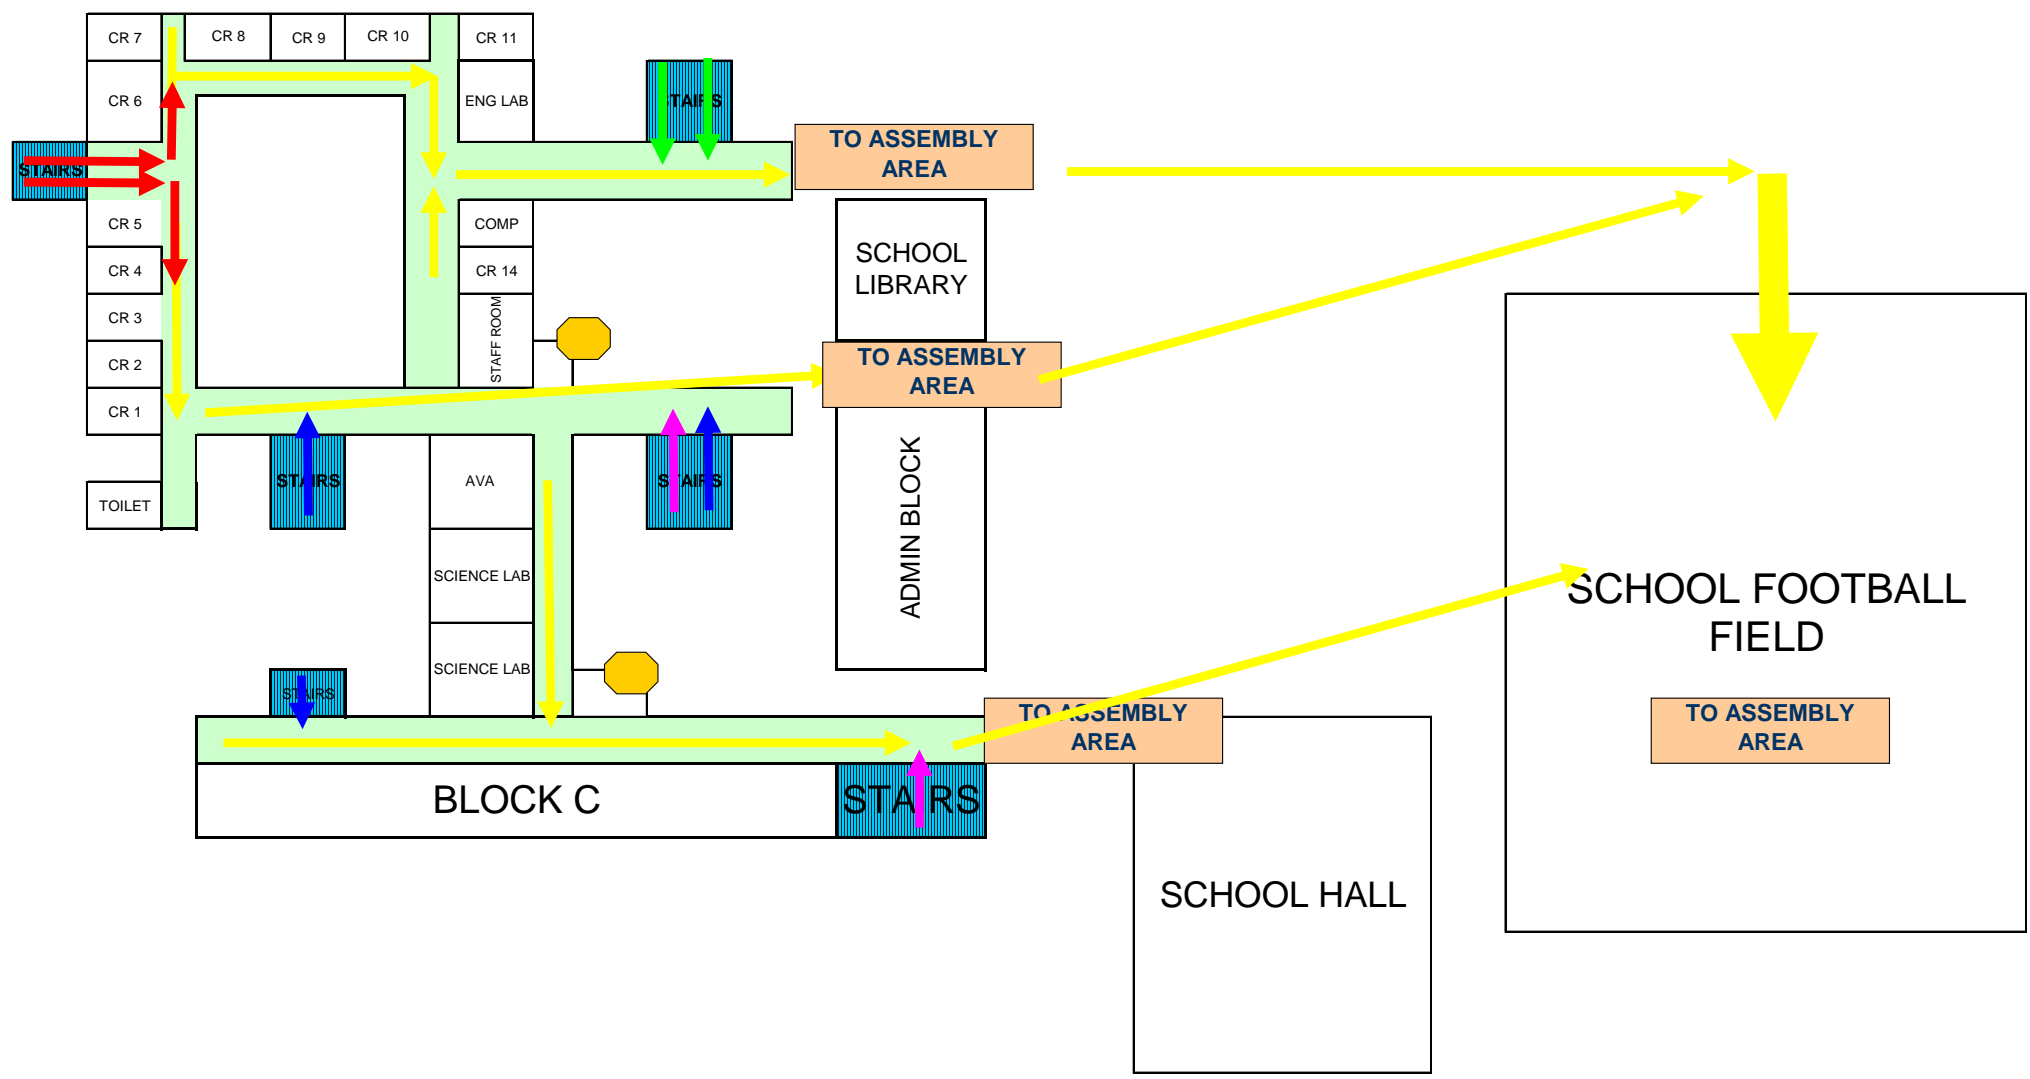 CR 7
CR 8
CR 9
CR 10
CR 11
CR 6
ENG LAB
STAIRS
TO ASSEMBLY
AREA
STAIRS
CR 5
COMP
SCHOOL
LIBRARY
CR 4
CR 14
CR 3
STAFF ROOM
CR 2
TO ASSEMBLY
AREA
CR 1
STAIRS
AVA
STAIRS
ADMIN BLOCK
TOILET
SCIENCE LAB
SCHOOL FOOTBALL
FIELD
SCIENCE LAB
STAIRS
TO ASSEMBLY
AREA
TO ASSEMBLY
AREA
BLOCK C
STAIRS
SCHOOL HALL